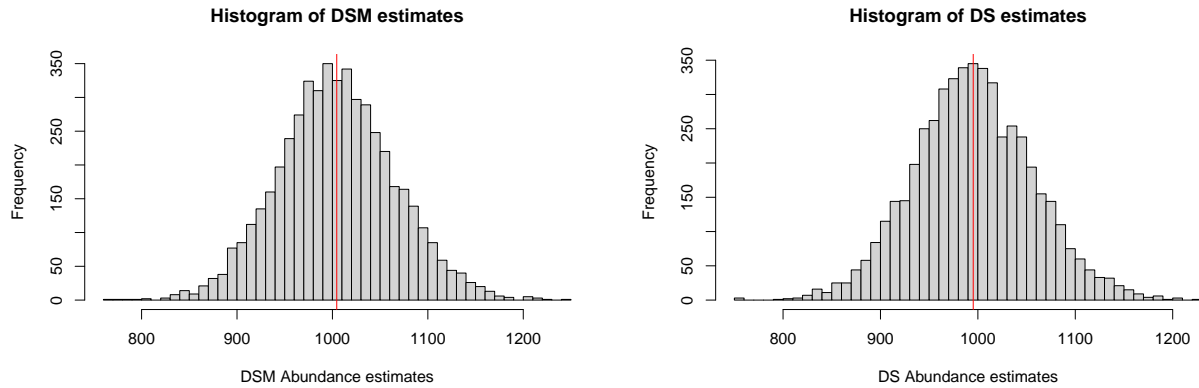 Histogram of DSM estimates
Frequency
0 50 150 250 350
800 900 1000 1100 1200
DSM Abundance estimates
Histogram of DS estimates
Frequency
0 50 150 250 350
800 900 1000 1100 1200
DS Abundance estimates